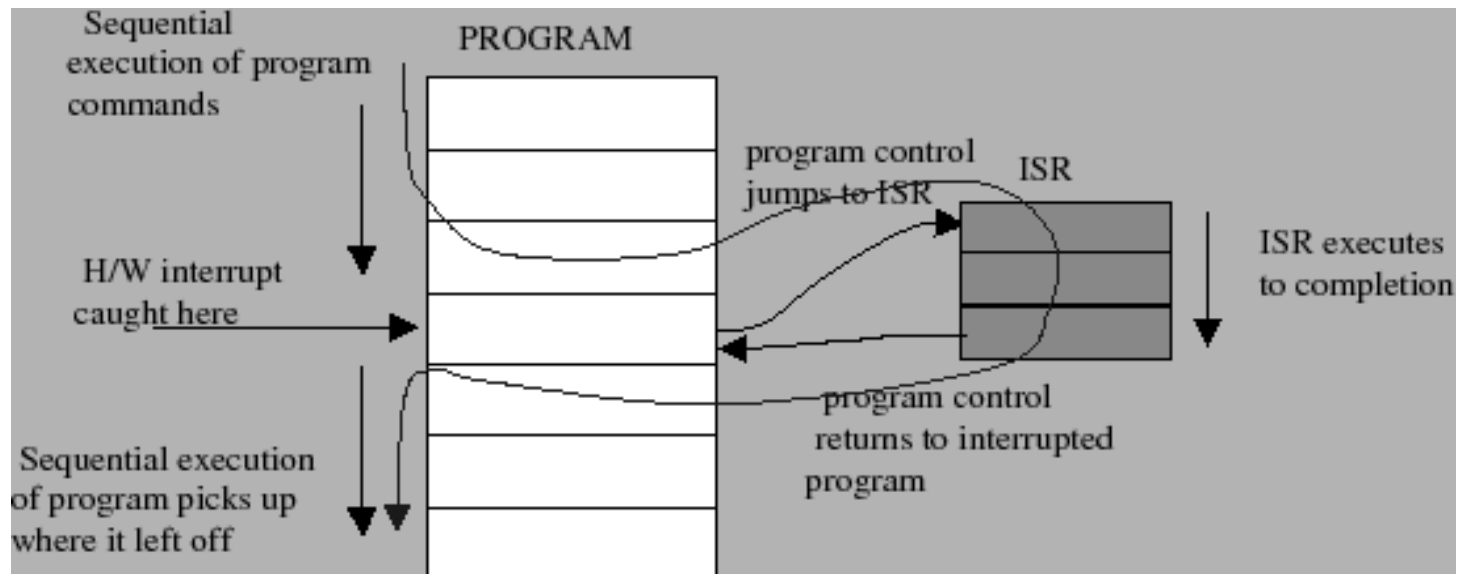 Sequential
execution of program
commands
PROGRAM
program control
jumps to ISR
ISR
H/W interrupt
caught here
ISR executes
to completion
program control
returns to interrupted
program
Sequential execution
of program picks up
where it left off